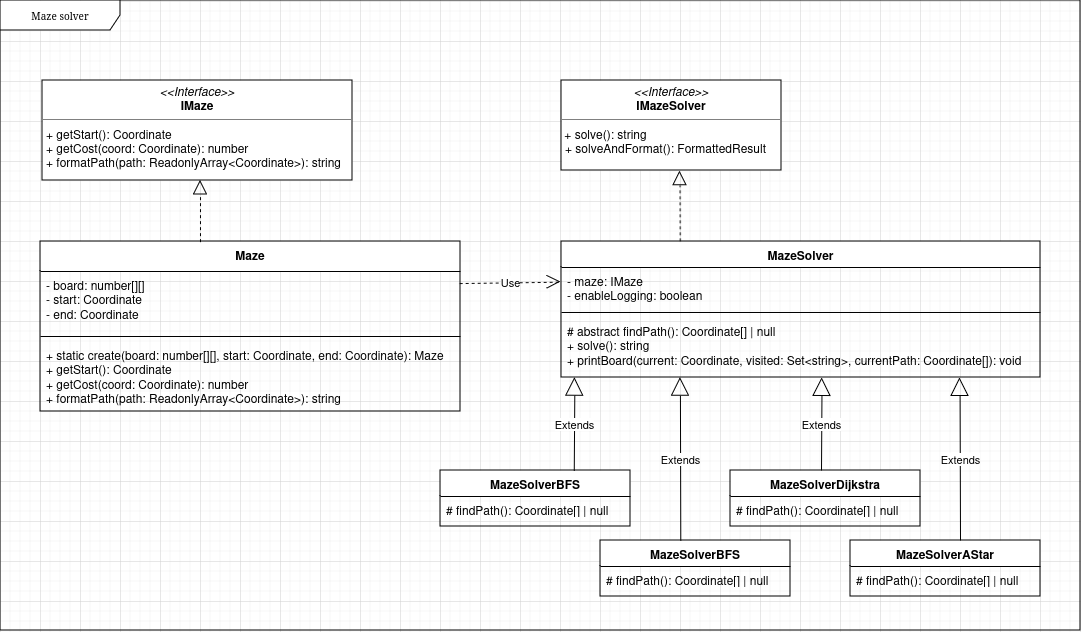 Maze solver
<<Interface>>
IMaze
+ getStart(): Coordinate
+ getCost(coord: Coordinate): number
+ formatPath(path: ReadonlyArray<Coordinate>): string
<<Interface>>
IMazeSolver
+ solve(): string
+ solveAndFormat(): FormattedResult
Maze
- board: number[][]
- start: Coordinate
- end: Coordinate
+ static create(board: number[][], start: Coordinate, end: Coordinate): Maze
+ getStart(): Coordinate
+ getCost(coord: Coordinate): number
+ formatPath(path: ReadonlyArray<Coordinate>): string
Use
MazeSolver
- maze: IMaze
- enableLogging: boolean
# abstract findPath(): Coordinate[] | null
+ solve(): string
+ printBoard(current: Coordinate, visited: Set<string>, currentPath: Coordinate[]): void
Extends
Extends
Extends
Extends
MazeSolverBFS
# findPath(): Coordinate[] | null
MazeSolverDijkstra
# findPath(): Coordinate[] | null
MazeSolverBFS
# findPath(): Coordinate[] | null
MazeSolverAStar
# findPath(): Coordinate[] | null